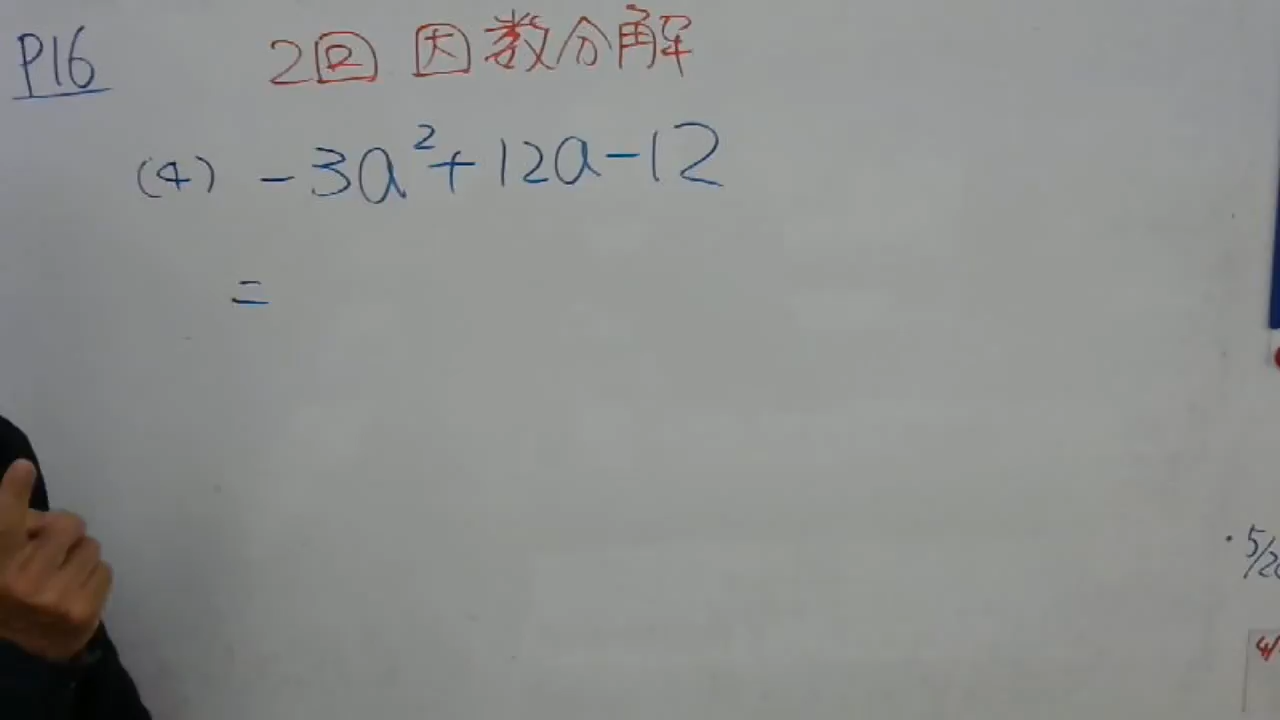 P16
2回 因数分解
(4) -3a²+12a-12
=